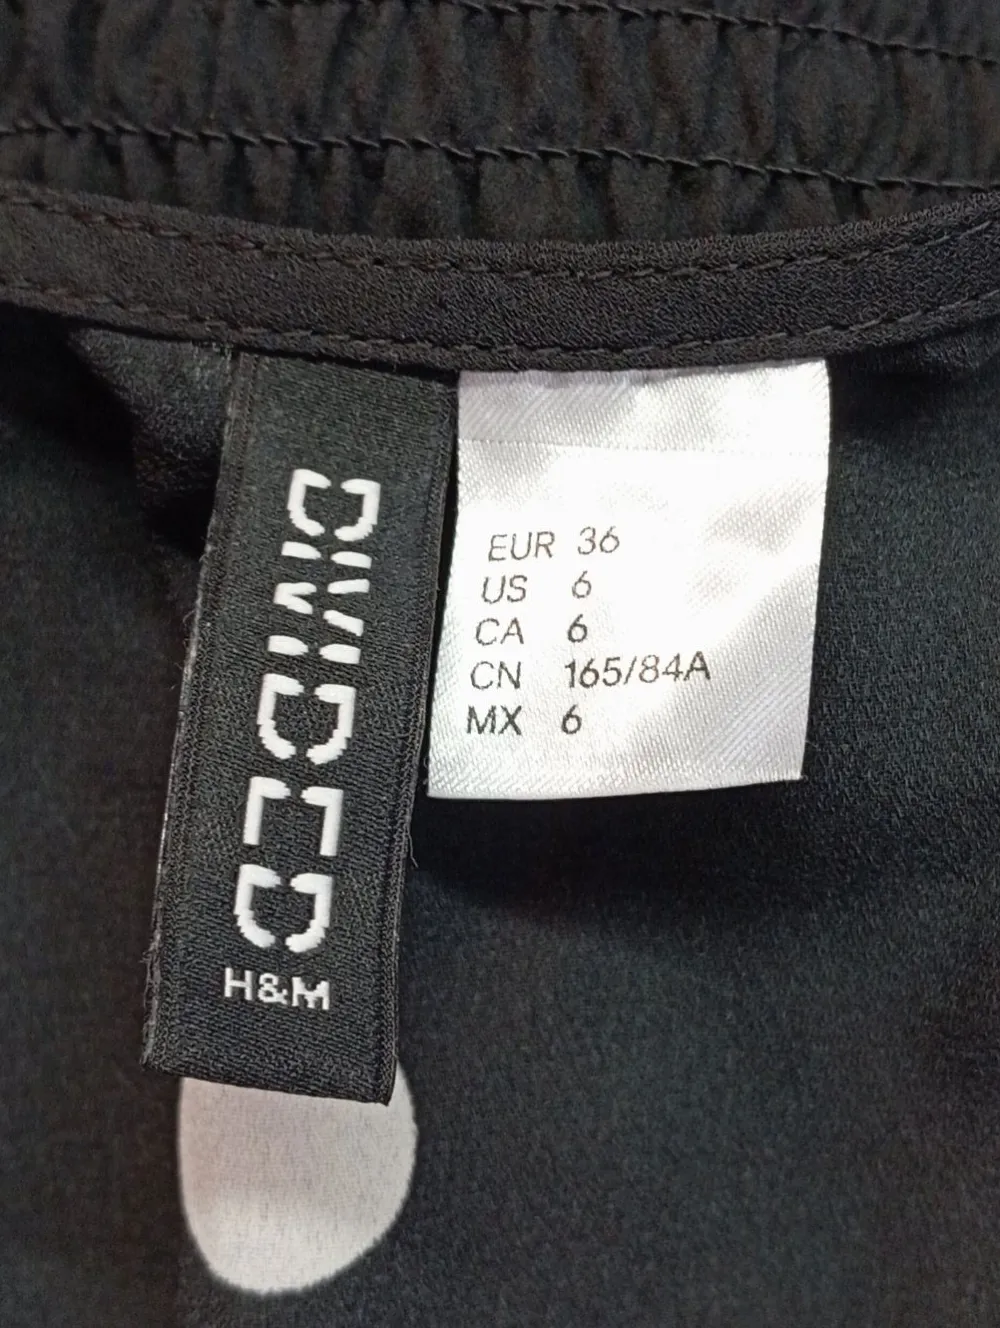 DIVIDED
H&M
EUR 36
US 6
CA 6
CN 165/84A
MX 6